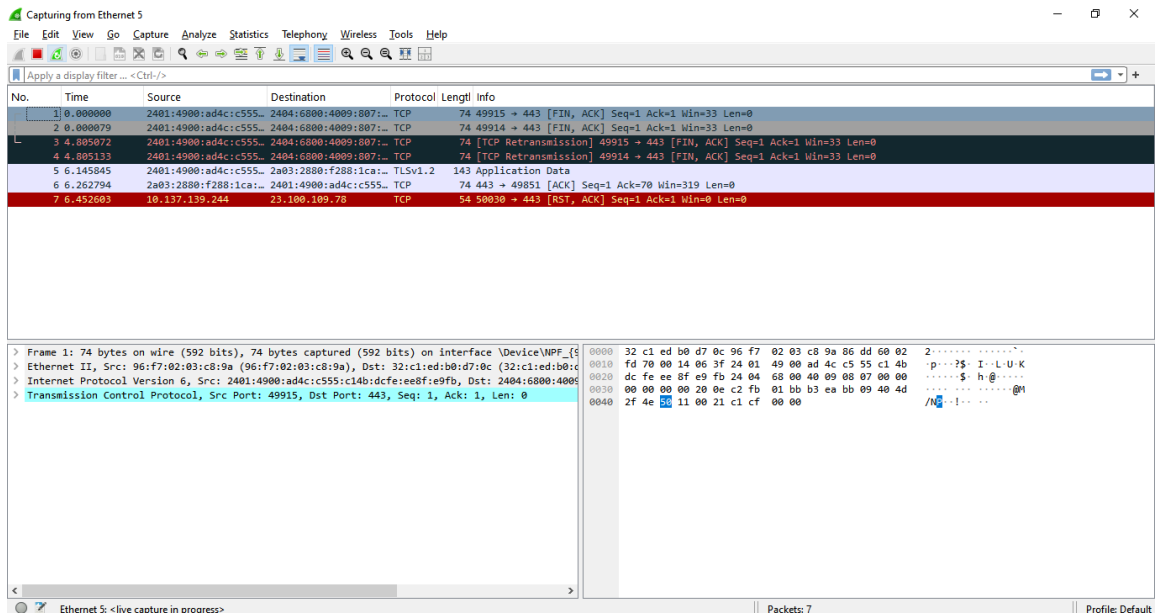 Capturing from Ethernet 5
File Edit View Go Capture Analyze Statistics Telephony Wireless Tools Help
Apply a display filter ... <Ctrl-/>
No. Time Source Destination Protocol Lengtl Info
1 0.000000 2401:4900:ad4c:c555… 2404:6800:4009:807:… TCP 74 49915 → 443 [FIN, ACK] Seq=1 Ack=1 Win=33 Len=0
2 0.000079 2401:4900:ad4c:c555… 2404:6800:4009:807:… TCP 74 49914 → 443 [FIN, ACK] Seq=1 Ack=1 Win=33 Len=0
3 4.805072 2401:4900:ad4c:c555… 2404:6800:4009:807:… TCP 74 [TCP Retransmission] 49915 → 443 [FIN, ACK] Seq=1 Ack=1 Win=33 Len=0
4 4.805133 2401:4900:ad4c:c555… 2404:6800:4009:807:… TCP 74 [TCP Retransmission] 49914 → 443 [FIN, ACK] Seq=1 Ack=1 Win=33 Len=0
5 6.145845 2401:4900:ad4c:c555… 2a03:2880:f288:1ca:… TLSv1.2 143 Application Data
6 6.262794 2a03:2880:f288:1ca:… 2401:4900:ad4c:c555… TCP 74 443 → 49851 [ACK] Seq=1 Ack=70 Win=319 Len=0
7 6.452603 10.137.139.244 23.100.109.78 TCP 54 50030 → 443 [RST, ACK] Seq=1 Ack=1 Win=0 Len=0
> Frame 1: 74 bytes on wire (592 bits), 74 bytes captured (592 bits) on interface \Device\NPF_{9
> Ethernet II, Src: 96:f7:02:03:c8:9a (96:f7:02:03:c8:9a), Dst: 32:c1:ed:b0:d7:0c (32:c1:ed:b0:d
> Internet Protocol Version 6, Src: 2401:4900:ad4c:c555:c14b:dcfe:ee8f:e9fb, Dst: 2404:6800:4009
> Transmission Control Protocol, Src Port: 49915, Dst Port: 443, Seq: 1, Ack: 1, Len: 0
0000 32 c1 ed b0 d7 0c 96 f7 02 03 c8 9a 86 dd 60 02 2······· ······`·
0010 fd 70 00 14 06 3f 24 01 49 00 ad 4c c5 55 c1 4b ·p···?$· I··L·U·K
0020 dc fe ee 8f e9 fb 24 04 68 00 40 09 08 07 00 00 ······$· h·@·····
0030 00 00 00 00 20 0e c2 fb 01 bb b3 ea bb 09 40 4d ···· ··· ······@M
0040 2f 4e 50 11 00 21 c1 cf 00 00 /NP··!·· ··
Ethernet 5: <live capture in progress>
Packets: 7
Profile: Default